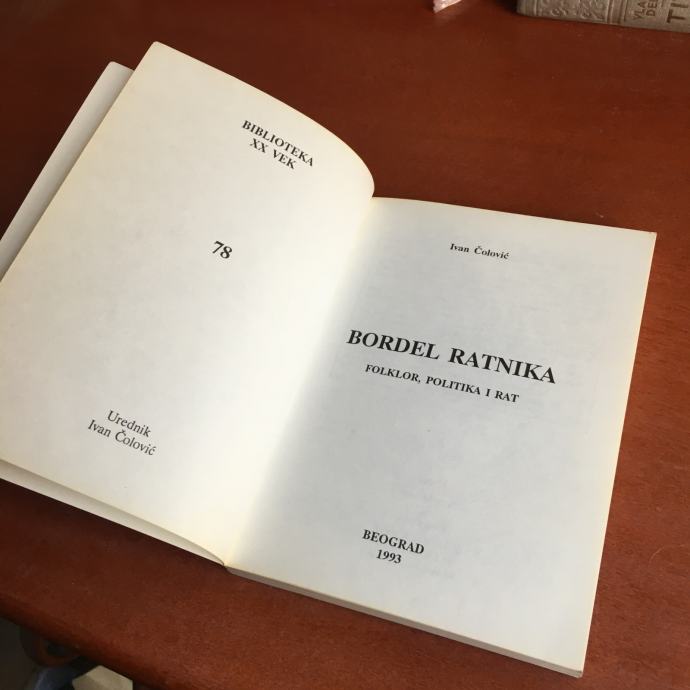 BIBLIOTEKA
XX VEK
78
Urednik
Ivan Čolović
Ivan Čolović
BORDEL RATNIKA
FOLKLOR, POLITIKA I RAT
BEOGRAD
1993